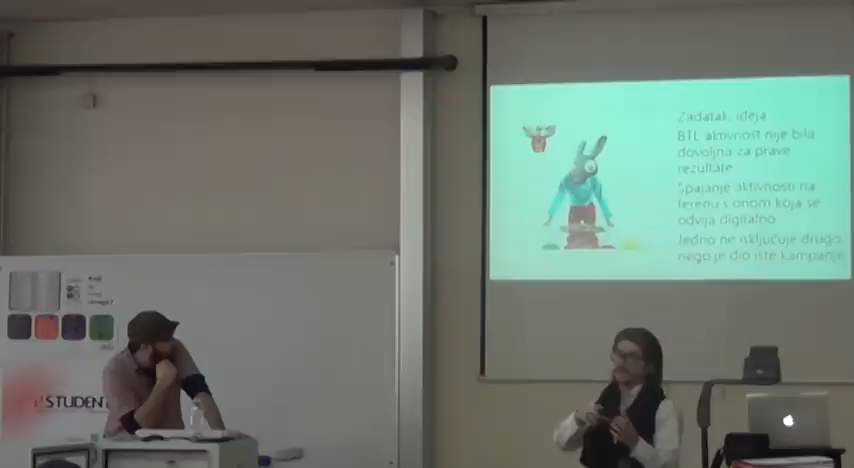 Zadatak, ideja
BTL aktivnost nije bila
dovoljna za prave
rezultate
Spajanje aktivnosti na
terenu s onom koja se
odvija digitalno
Jedno ne isključuje drugo,
nego je dio iste kampanje
eSTUDENT